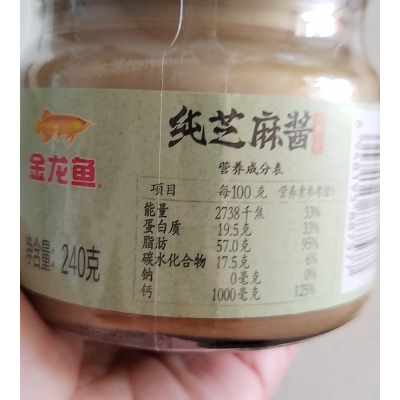 纯芝麻酱
金龙鱼
营养成分表
项目 每100克 营养素参考值%
能量 2738千焦 33%
蛋白质 19.5克 33%
脂肪 57.0克 95%
碳水化合物 17.5克 6%
钠 0毫克 0%
钙 1000毫克 125%
净含量: 240克